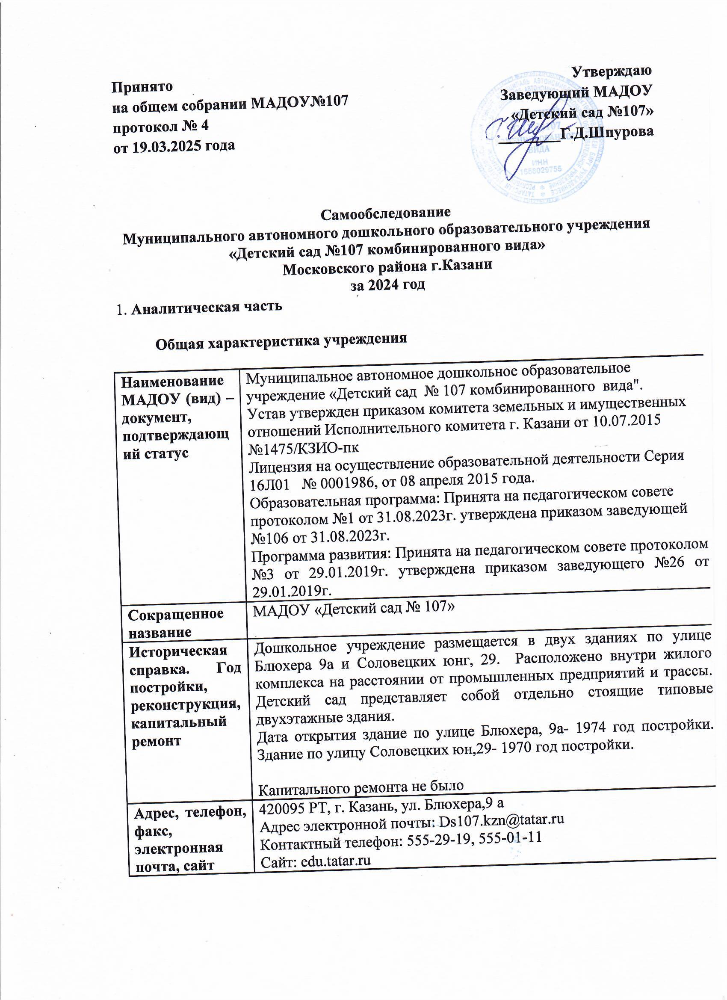 Принято
на общем собрании МАДОУ№107
протокол № 4
от 19.03.2025 года
Утверждаю
Заведующий МАДОУ
«Детский сад №107»
Г.Д.Шпурова
ВИДА
ИНН
1658029755
Самообследование
Муниципального автономного дошкольного образовательного учреждения
«Детский сад №107 комбинированного вида»
Московского района г.Казани
за 2024 год
1. Аналитическая часть
Общая характеристика учреждения
Наименование
МАДОУ (вид) –
документ,
подтверждающ
ий статус
Муниципальное автономное дошкольное образовательное
учреждение «Детский сад № 107 комбинированного вида".
Устав утвержден приказом комитета земельных и имущественных
отношений Исполнительного комитета г. Казани от 10.07.2015
№1475/КЗИО-пк
Лицензия на осуществление образовательной деятельности Серия
16Л01 № 0001986, от 08 апреля 2015 года.
Образовательная программа: Принята на педагогическом совете
протоколом №1 от 31.08.2023г. утверждена приказом заведующей
№106 от 31.08.2023г.
Программа развития: Принята на педагогическом совете протоколом
№3 от 29.01.2019г. утверждена приказом заведующего №26 от
29.01.2019г.
Сокращенное
название
МАДОУ «Детский сад № 107»
Историческая
справка. Год
постройки,
реконструкция,
капитальный
ремонт
Дошкольное учреждение размещается в двух зданиях по улице
Блюхера 9а и Соловецких юнг, 29. Расположено внутри жилого
комплекса на расстоянии от промышленных предприятий и трассы.
Детский сад представляет собой отдельно стоящие типовые
двухэтажные здания.
Дата открытия здание по улице Блюхера, 9а- 1974 год постройки.
Здание по улицу Соловецких юн,29- 1970 год постройки.
Капитального ремонта не было
Адрес, телефон,
факс,
электронная
почта, сайт
420095 РТ, г. Казань, ул. Блюхера,9 а
Адрес электронной почты: Ds107.kzn@tatar.ru
Контактный телефон: 555-29-19, 555-01-11
Сайт: edu.tatar.ru